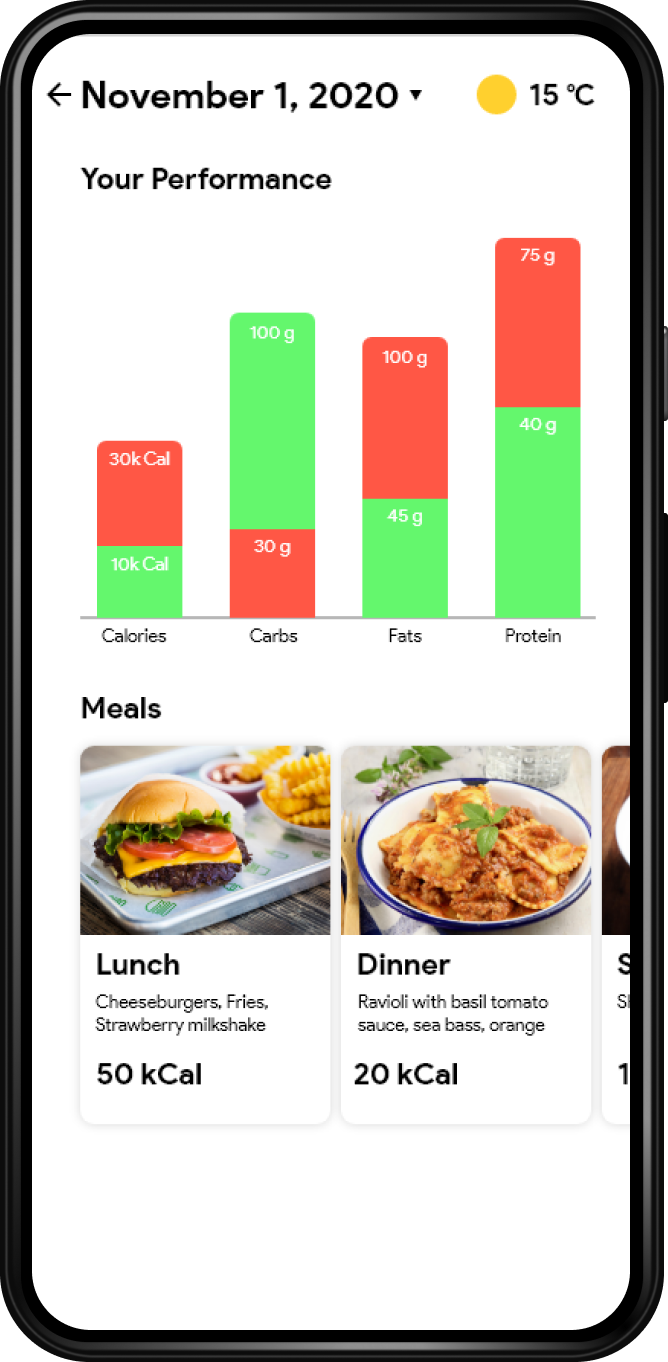 November 1, 2020
15 °C
Your Performance
75 g
100 g
100 g
40 g
30k Cal
45 g
30 g
10k Cal
Calories
Carbs
Fats
Protein
Meals
Lunch
Cheeseburgers, Fries,
Strawberry milkshake
50 kCal
Dinner
Ravioli with basil tomato
sauce, sea bass, orange
20 kCal
S
Sl
1